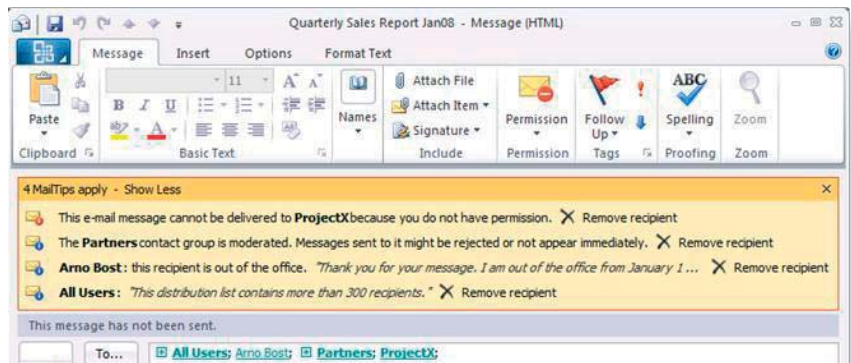 Quarterly Sales Report Jan08 - Message (HTML)
Message Insert Options Format Text
11 A A Attach File ABC
Paste B I U Names Attach Item Permission Follow Up Spelling Zoom
ab A Signature
Clipboard Basic Text Include Permission Tags Proofing Zoom
4 MailTips apply - Show Less
This e-mail message cannot be delivered to ProjectX because you do not have permission. Remove recipient
The Partners contact group is moderated. Messages sent to it might be rejected or not appear immediately. Remove recipient
Arno Bost: this recipient is out of the office. "Thank you for your message. I am out of the office from January 1 ... Remove recipient
All Users: "This distribution list contains more than 300 recipients." Remove recipient
This message has not been sent.
To... All Users; Arno Bost; Partners; ProjectX;